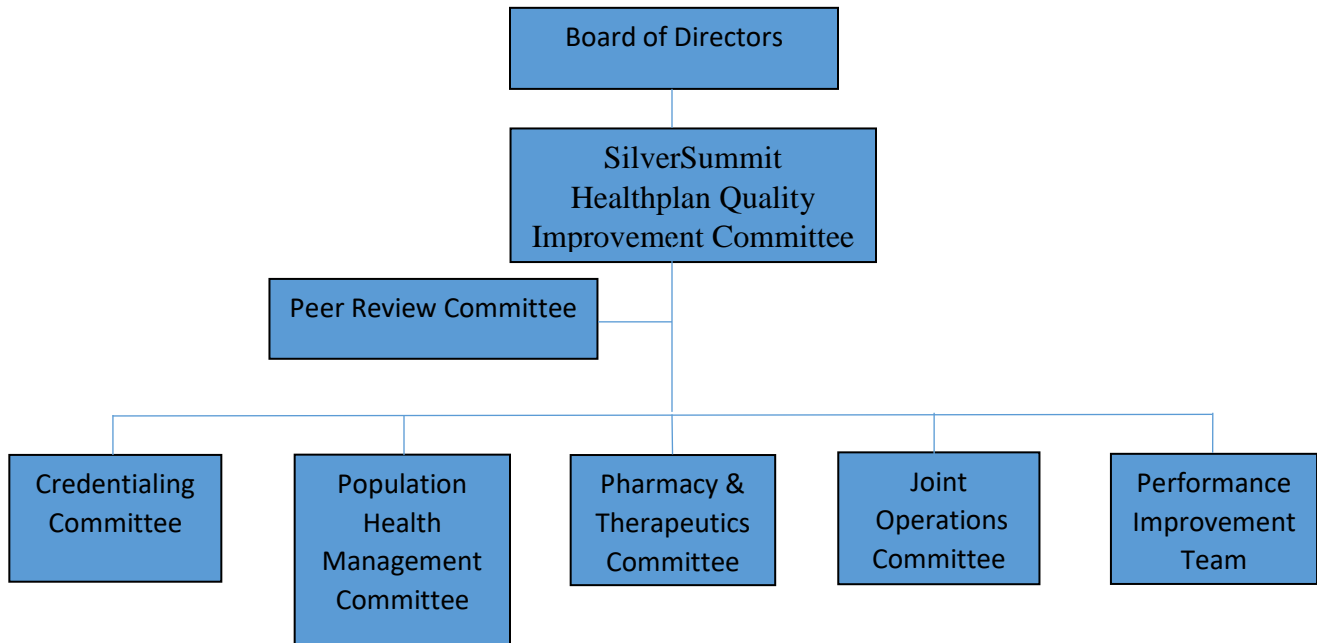 Board of Directors
SilverSummit
Healthplan Quality
Improvement Committee
Peer Review Committee
Credentialing
Committee
Population
Health
Management
Committee
Pharmacy &
Therapeutics
Committee
Joint
Operations
Committee
Performance
Improvement
Team